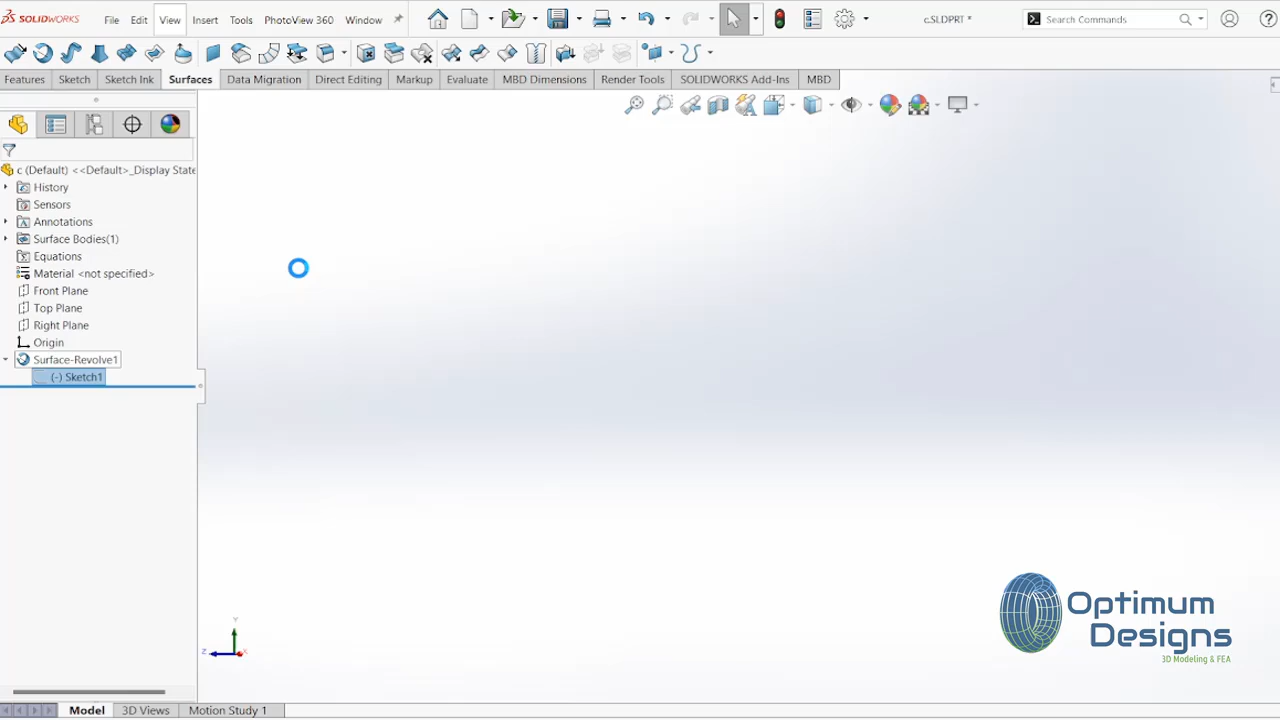 SOLIDWORKS File Edit View Insert Tools PhotoView 360 Window c.SLDPRT * Search Commands
Features Sketch Sketch Ink Surfaces Data Migration Direct Editing Markup Evaluate MBD Dimensions Render Tools SOLIDWORKS Add-Ins MBD
c (Default) <<Default>_Display State
History
Sensors
Annotations
Surface Bodies(1)
Equations
Material <not specified>
Front Plane
Top Plane
Right Plane
Origin
Surface-Revolve1
(-) Sketch1
Y
Z X
Optimum
Designs
3D Modeling & FEA
Model 3D Views Motion Study 1